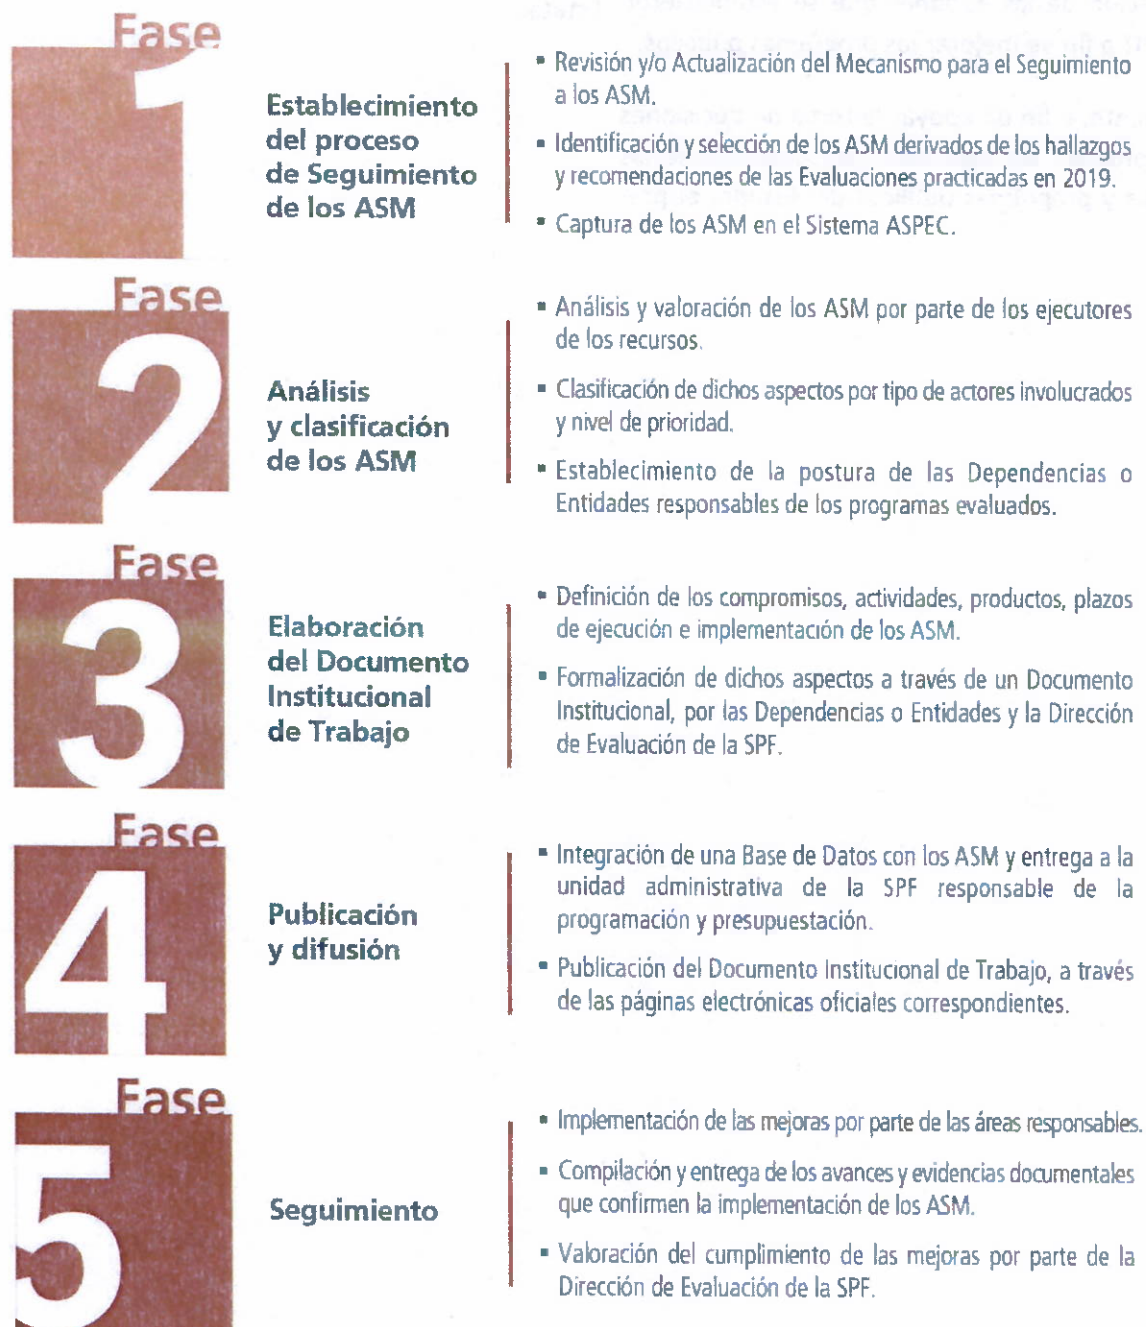 Fase
1
Establecimiento
del proceso
de Seguimiento
de los ASM
▪ Revisión y/o Actualización del Mecanismo para el Seguimiento
a los ASM.
▪ Identificación y selección de los ASM derivados de los hallazgos
y recomendaciones de las Evaluaciones practicadas en 2019.
▪ Captura de los ASM en el Sistema ASPEC.
Fase
2
Análisis
y clasificación
de los ASM
▪ Análisis y valoración de los ASM por parte de los ejecutores
de los recursos.
▪ Clasificación de dichos aspectos por tipo de actores involucrados
y nivel de prioridad.
▪ Establecimiento de la postura de las Dependencias o
Entidades responsables de los programas evaluados.
Fase
3
Elaboración
del Documento
Institucional
de Trabajo
▪ Definición de los compromisos, actividades, productos, plazos
de ejecución e implementación de los ASM.
▪ Formalización de dichos aspectos a través de un Documento
Institucional, por las Dependencias o Entidades y la Dirección
de Evaluación de la SPF.
Fase
4
Publicación
y difusión
▪ Integración de una Base de Datos con los ASM y entrega a la
unidad administrativa de la SPF responsable de la
programación y presupuestación.
▪ Publicación del Documento Institucional de Trabajo, a través
de las páginas electrónicas oficiales correspondientes.
Fase
5
Seguimiento
▪ Implementación de las mejoras por parte de las áreas responsables.
▪ Compilación y entrega de los avances y evidencias documentales
que confirmen la implementación de los ASM.
▪ Valoración del cumplimiento de las mejoras por parte de la
Dirección de Evaluación de la SPF.